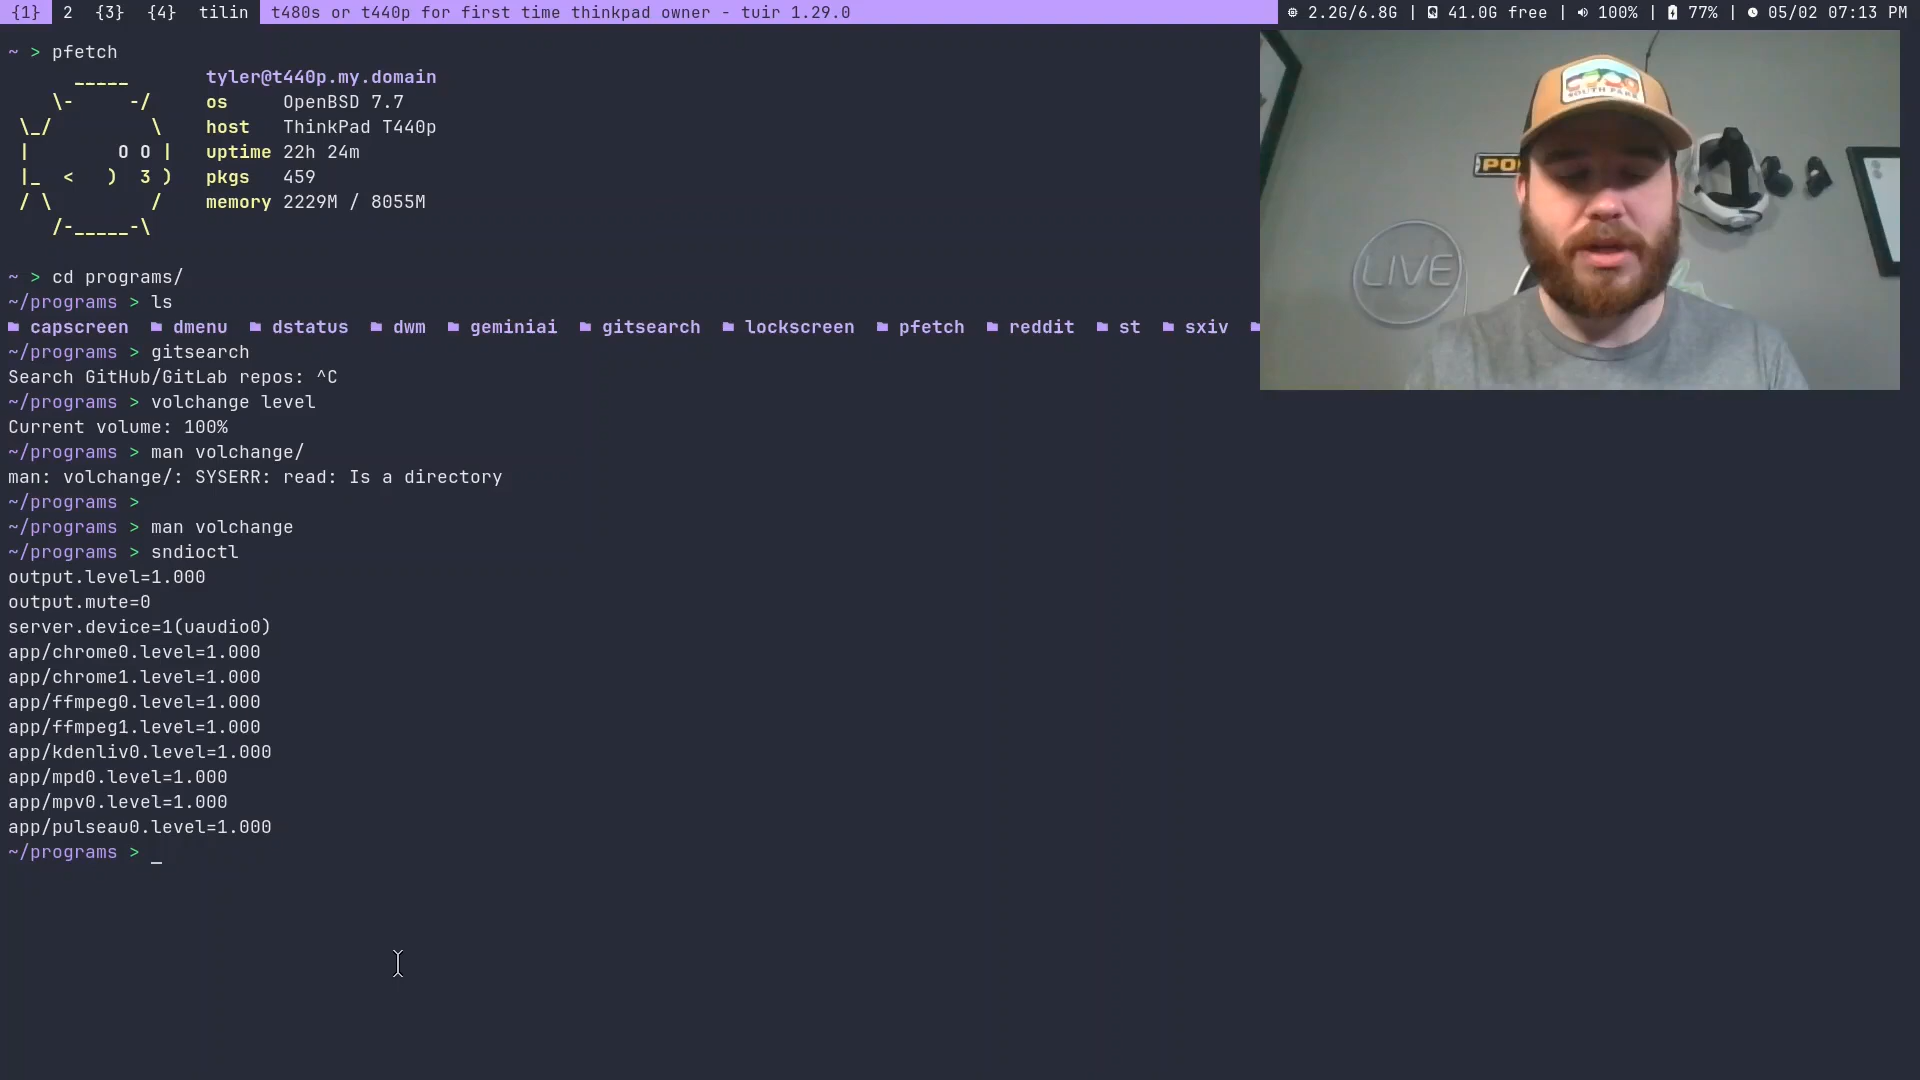 {1} 2 {3} {4} tilin t480s or t440p for first time thinkpad owner - tuir 1.29.0 2.2G/6.8G | 41.0G free | 100% | 77% | 05/02 07:13 PM
~ > pfetch
_____ tyler@t440p.my.domain
\- -/ os OpenBSD 7.7
\_/ \ host ThinkPad T440p
| O O | uptime 22h 24m
|_ < ) 3 ) pkgs 459
/ \ / memory 2229M / 8055M
/-_____-\
~ > cd programs/
~/programs > ls
capscreen dmenu dstatus dwm geminiai gitsearch lockscreen pfetch reddit st sxiv
~/programs > gitsearch
Search GitHub/GitLab repos: ^C
~/programs > volchange level
Current volume: 100%
~/programs > man volchange/
man: volchange/: SYSERR: read: Is a directory
~/programs >
~/programs > man volchange
~/programs > sndioctl
output.level=1.000
output.mute=0
server.device=1(uaudio0)
app/chrome0.level=1.000
app/chrome1.level=1.000
app/ffmpeg0.level=1.000
app/ffmpeg1.level=1.000
app/kdenliv0.level=1.000
app/mpd0.level=1.000
app/mpv0.level=1.000
app/pulseau0.level=1.000
~/programs > _
SOUTH PARK
LIVE